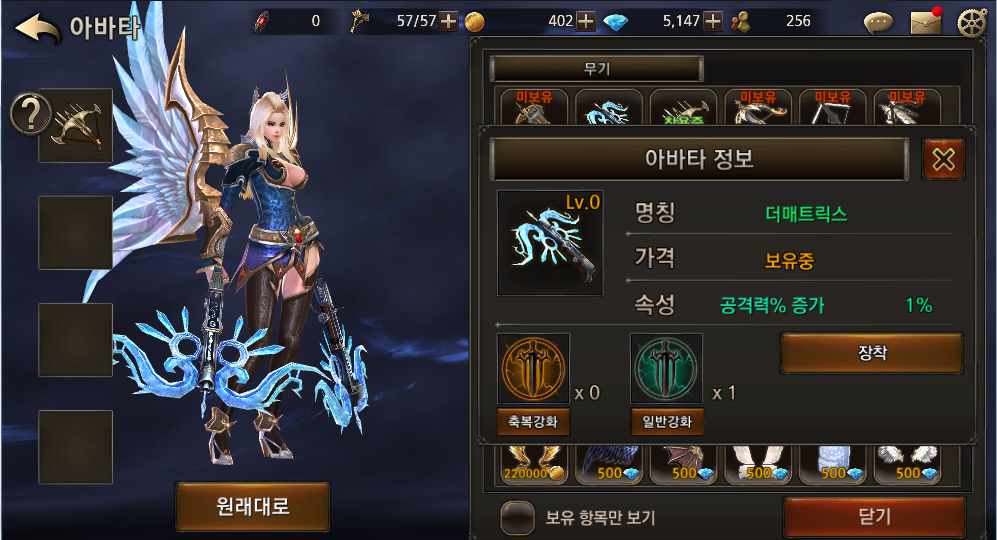 아바타
0
57/57
402
5,147
256
?
무기
미보유
미보유
미보유
미보유
사용중
아바타 정보
Lv.0
명칭
더매트릭스
가격
보유중
속성
공격력% 증가
1%
x 0
x 1
장착
축복강화
일반강화
220000
500
500
500
500
500
원래대로
보유 항목만 보기
닫기